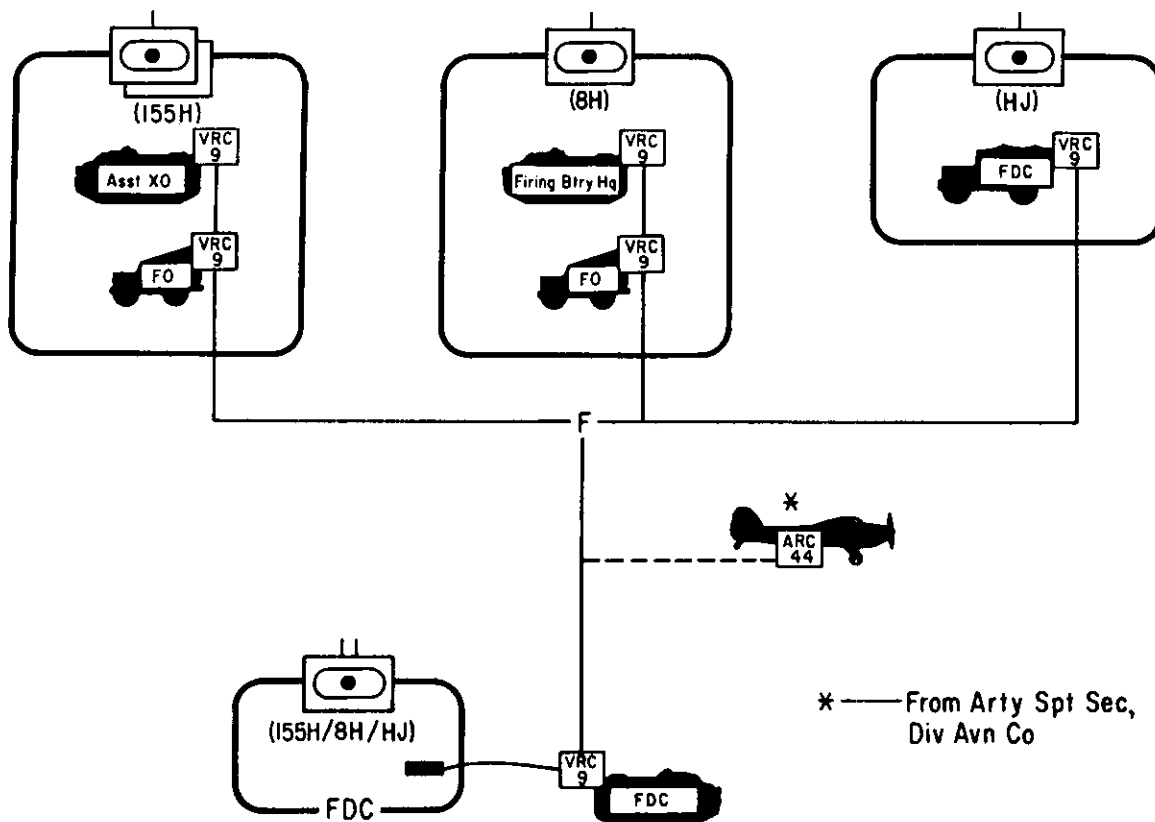 (155H)
VRC
9
Asst XO
VRC
9
FO
(8H)
VRC
9
Firing Btry Hq
VRC
9
FO
(HJ)
VRC
9
FDC
F
*
ARC
44
(155H/8H/HJ)
FDC
VRC
9
FDC
* From Arty Spt Sec,
Div Avn Co